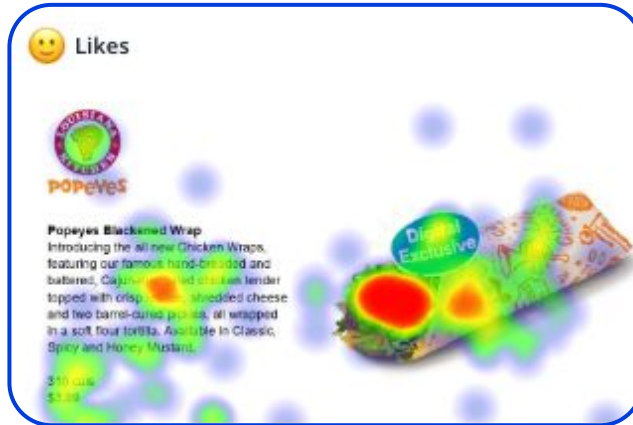 Likes
LOUISIANA
KITCHEN
POPEYES
Digital
Exclusive
Popeyes Blackened Wrap
Introducing the all new Chicken Wraps,
featuring our famous hand-breaded and
battered, chicken tender
topped with shredded cheese
and two barrel-cured all wrapped
in a soft flour tortilla. Available in Classic,
Spicy and Honey Mustard.
310 cals
$3.99